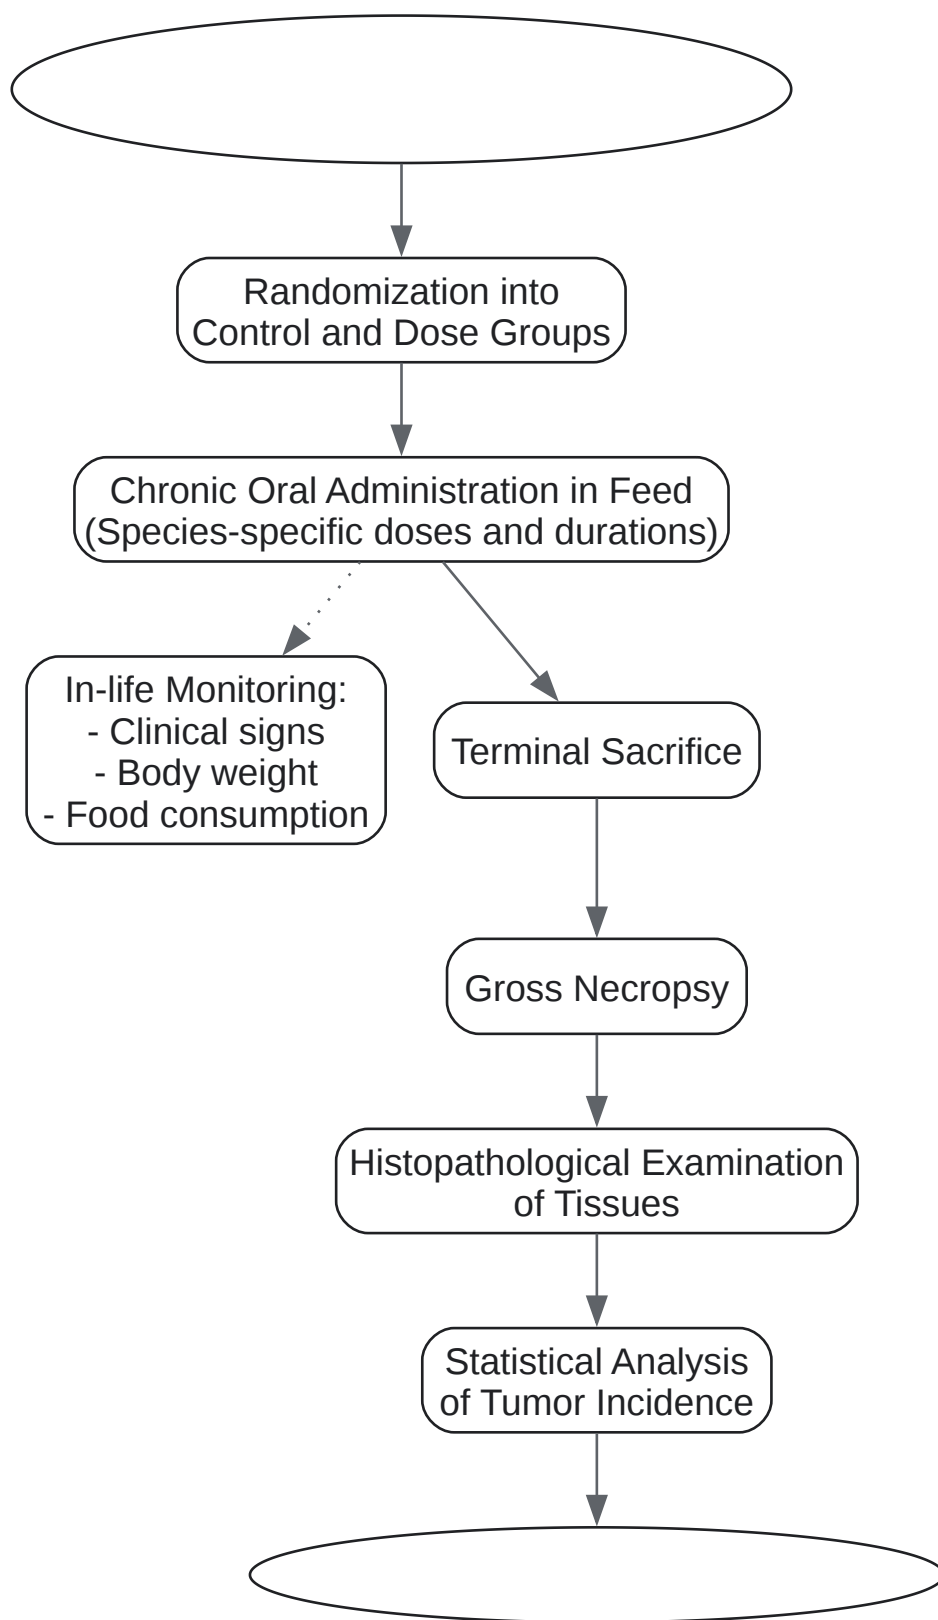 Randomization into
Control and Dose Groups
Chronic Oral Administration in Feed
(Species-specific doses and durations)
In-life Monitoring:
- Clinical signs
- Body weight
- Food consumption
Terminal Sacrifice
Gross Necropsy
Histopathological Examination
of Tissues
Statistical Analysis
of Tumor Incidence